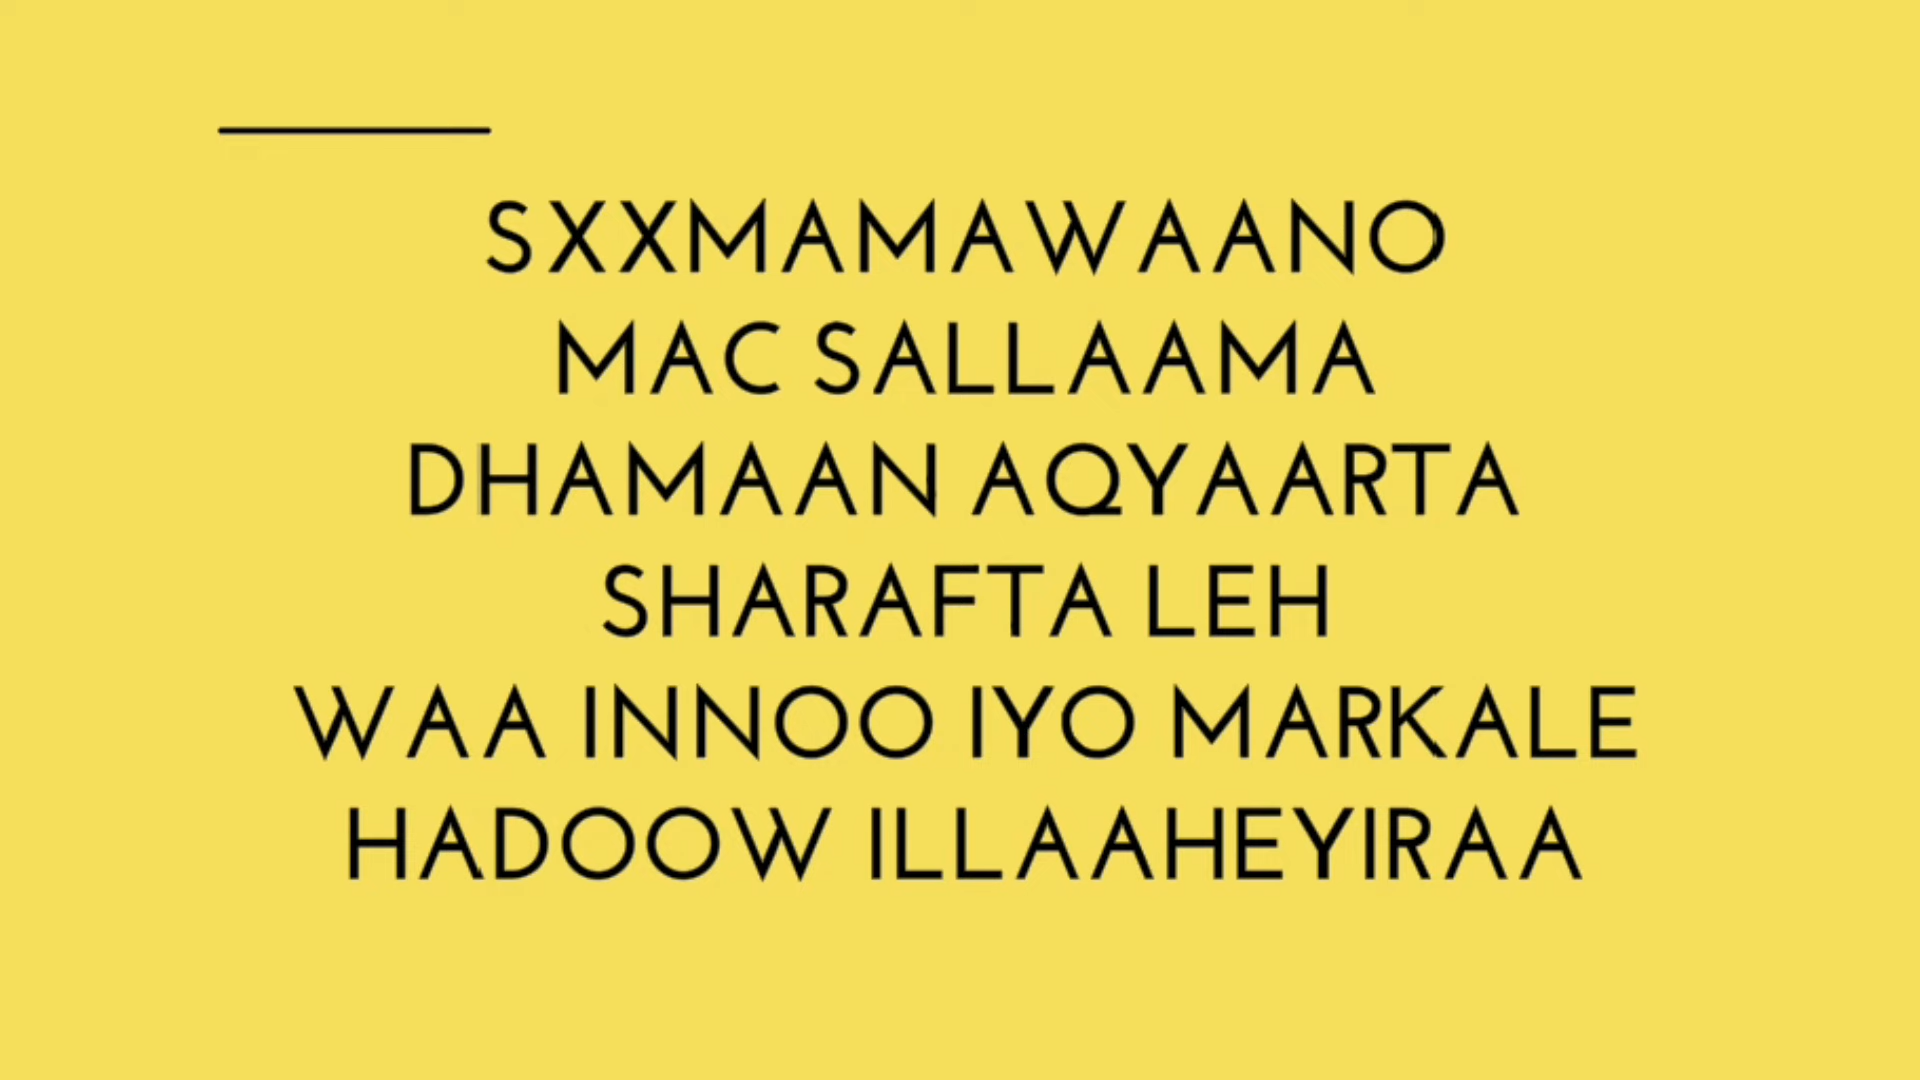 SXXMAMAWAANO
MAC SALLAAMA
DHAMAAN AQYAARTA
SHARAFTA LEH
WAA INNOO IYO MARKALE
HADOOW ILLAAHEYIRAA